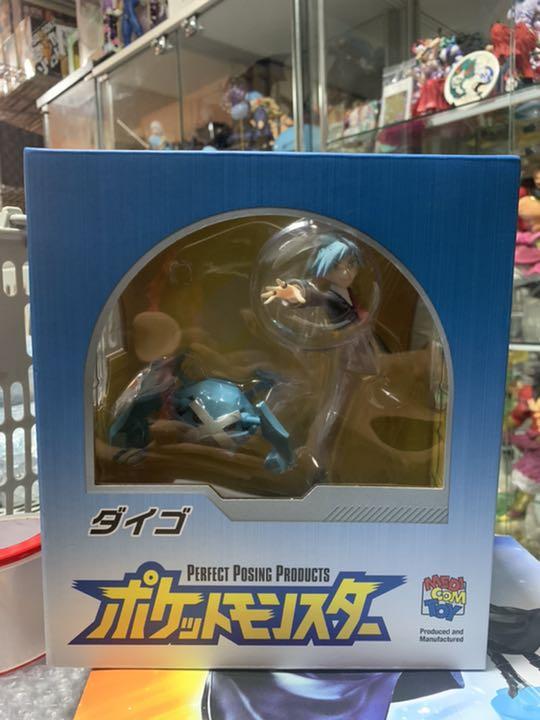 ダイゴ
PERFECT POSING PRODUCTS
ポケットモンスター
MEDI
COM
TOY
Produced and
Manufactured